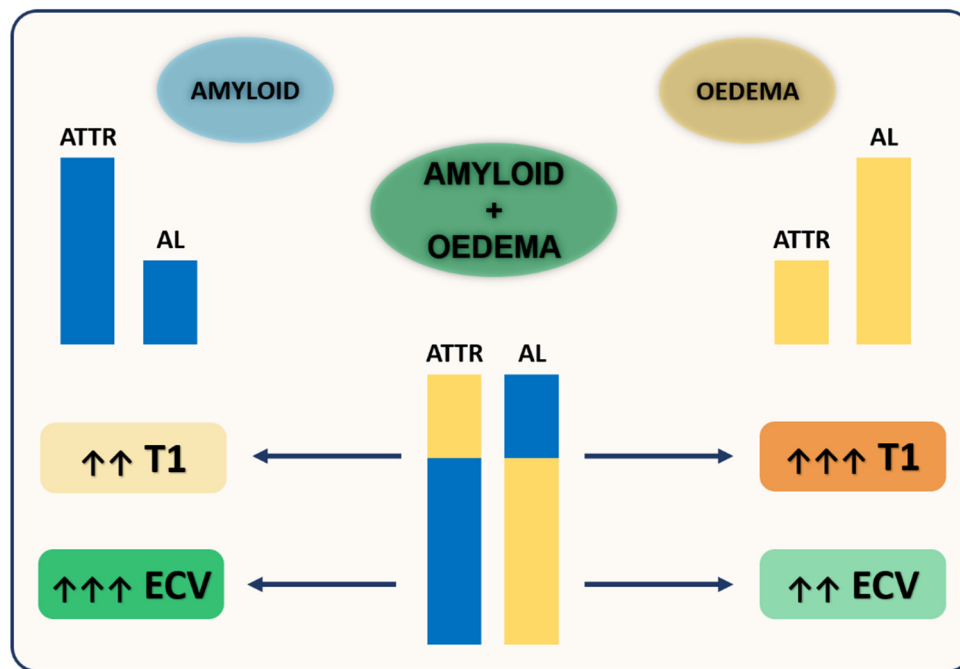 AMYLOID
OEDEMA
ATTR
AL
AMYLOID
+
OEDEMA
AL
ATTR
ATTR
AL
↑↑ T1
↑↑↑ T1
↑↑↑ ECV
↑↑ ECV